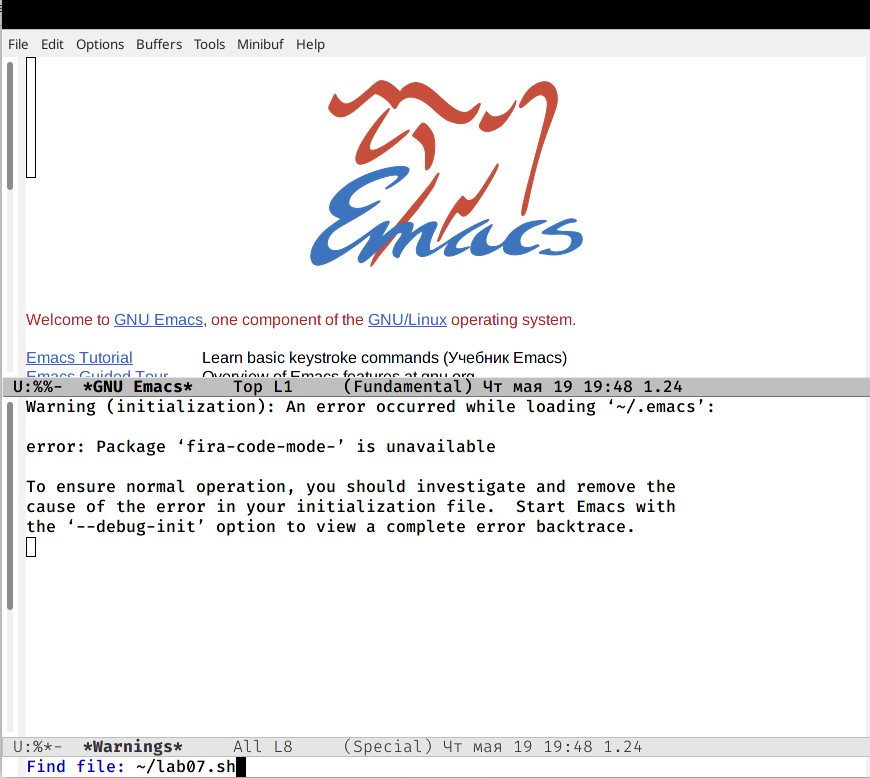 File Edit Options Buffers Tools Minibuf Help
Emacs
Welcome to GNU Emacs, one component of the GNU/Linux operating system.
Emacs Tutorial Learn basic keystroke commands (Учебник Emacs)
Emacs Guided Tour Overview of Emacs features at gnu.org
U:%%- *GNU Emacs* Top L1 (Fundamental) Чт мая 19 19:48 1.24
Warning (initialization): An error occurred while loading ‘~/.emacs’:
error: Package ‘fira-code-mode-’ is unavailable
To ensure normal operation, you should investigate and remove the
cause of the error in your initialization file. Start Emacs with
the ‘--debug-init’ option to view a complete error backtrace.
U:%*- *Warnings* All L8 (Special) Чт мая 19 19:48 1.24
Find file: ~/lab07.sh